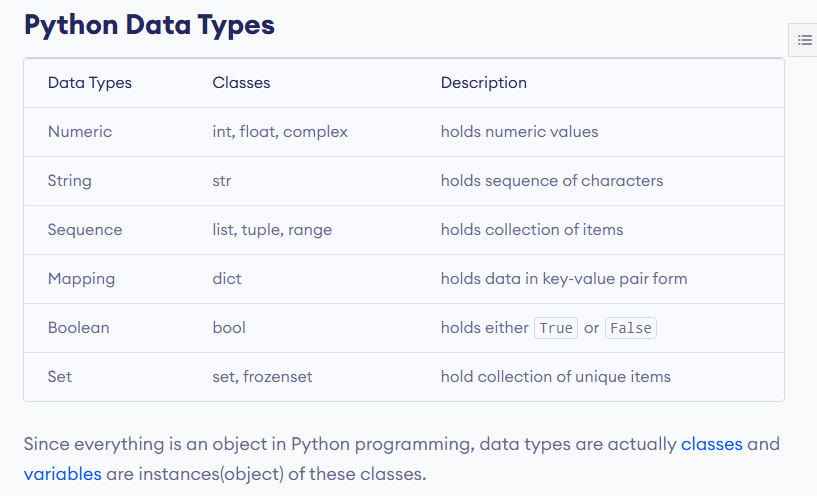 Python Data Types
Data Types Classes Description
Numeric int, float, complex holds numeric values
String str holds sequence of characters
Sequence list, tuple, range holds collection of items
Mapping dict holds data in key-value pair form
Boolean bool holds either True or False
Set set, frozenset hold collection of unique items
Since everything is an object in Python programming, data types are actually classes and
variables are instances(object) of these classes.